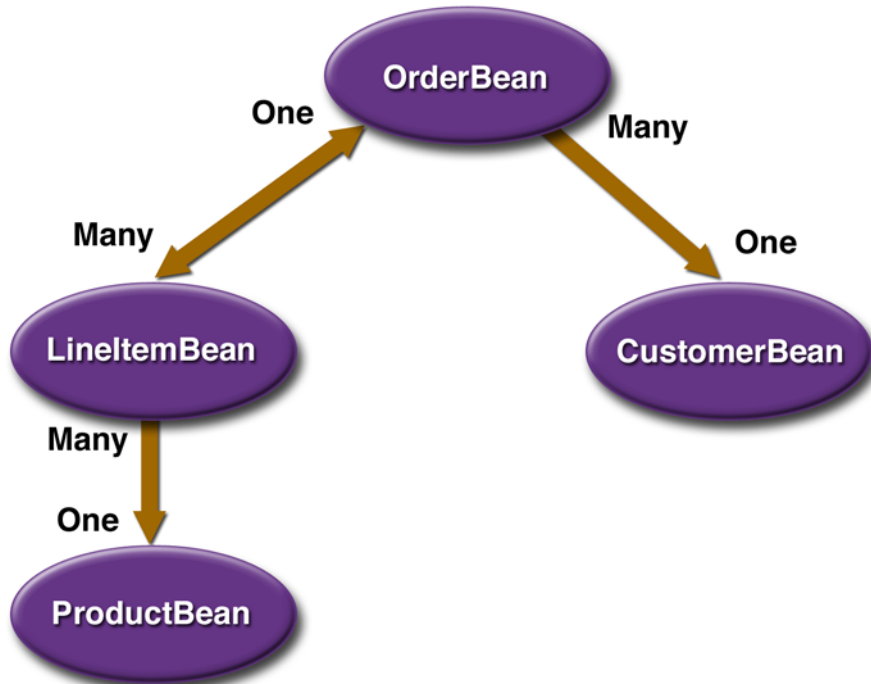 OrderBean
One
Many
Many
One
LineItemBean
CustomerBean
Many
One
ProductBean